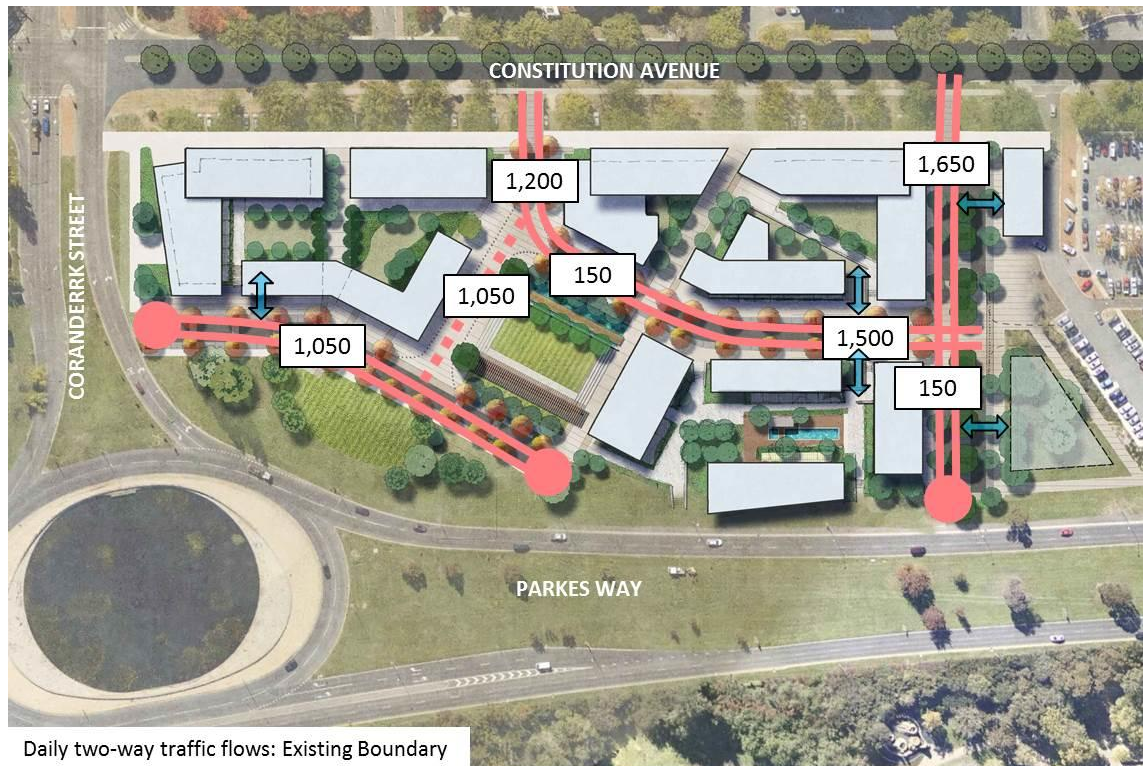 CONSTITUTION AVENUE
1,650
1,200
CORANDERRK STREET
150
1,050
1,500
1,050
150
PARKES WAY
Daily two-way traffic flows: Existing Boundary